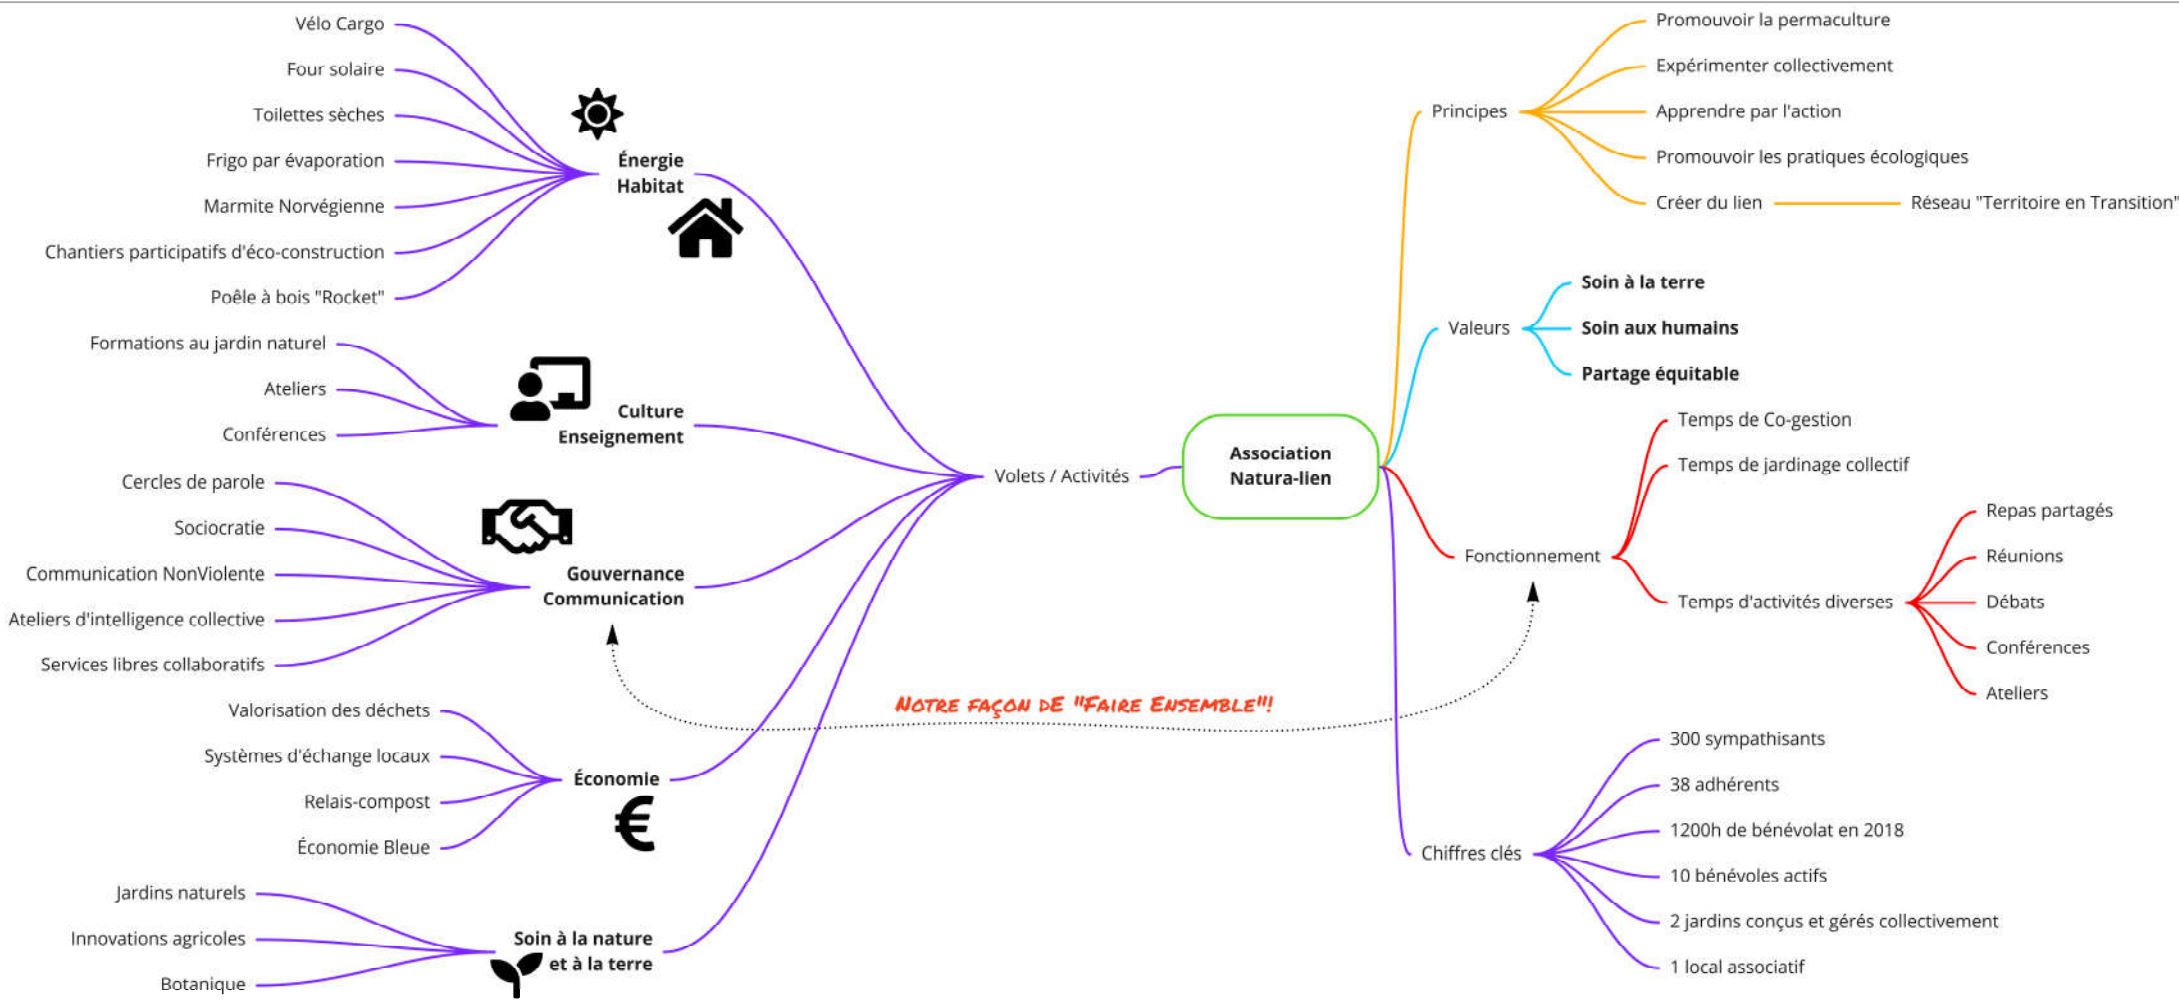 Vélo Cargo
Four solaire
Toilettes sèches
Frigo par évaporation
Marmite Norvégienne
Chantiers participatifs d'éco-construction
Poêle à bois "Rocket"
Énergie
Habitat
Formations au jardin naturel
Ateliers
Conférences
Culture
Enseignement
Cercles de parole
Sociocratie
Communication NonViolente
Ateliers d'intelligence collective
Services libres collaboratifs
Gouvernance
Communication
Valorisation des déchets
Systèmes d'échange locaux
Relais-compost
Économie Bleue
Économie
€
Jardins naturels
Innovations agricoles
Botanique
Soin à la nature
et à la terre
Volets / Activités
Association
Natura-lien
NOTRE FAÇON DE "FAIRE ENSEMBLE"!
Principes
Promouvoir la permaculture
Expérimenter collectivement
Apprendre par l'action
Promouvoir les pratiques écologiques
Créer du lien
Réseau "Territoire en Transition"
Valeurs
Soin à la terre
Soin aux humains
Partage équitable
Fonctionnement
Temps de Co-gestion
Temps de jardinage collectif
Temps d'activités diverses
Repas partagés
Réunions
Débats
Conférences
Ateliers
Chiffres clés
300 sympathisants
38 adhérents
1200h de bénévolat en 2018
10 bénévoles actifs
2 jardins conçus et gérés collectivement
1 local associatif